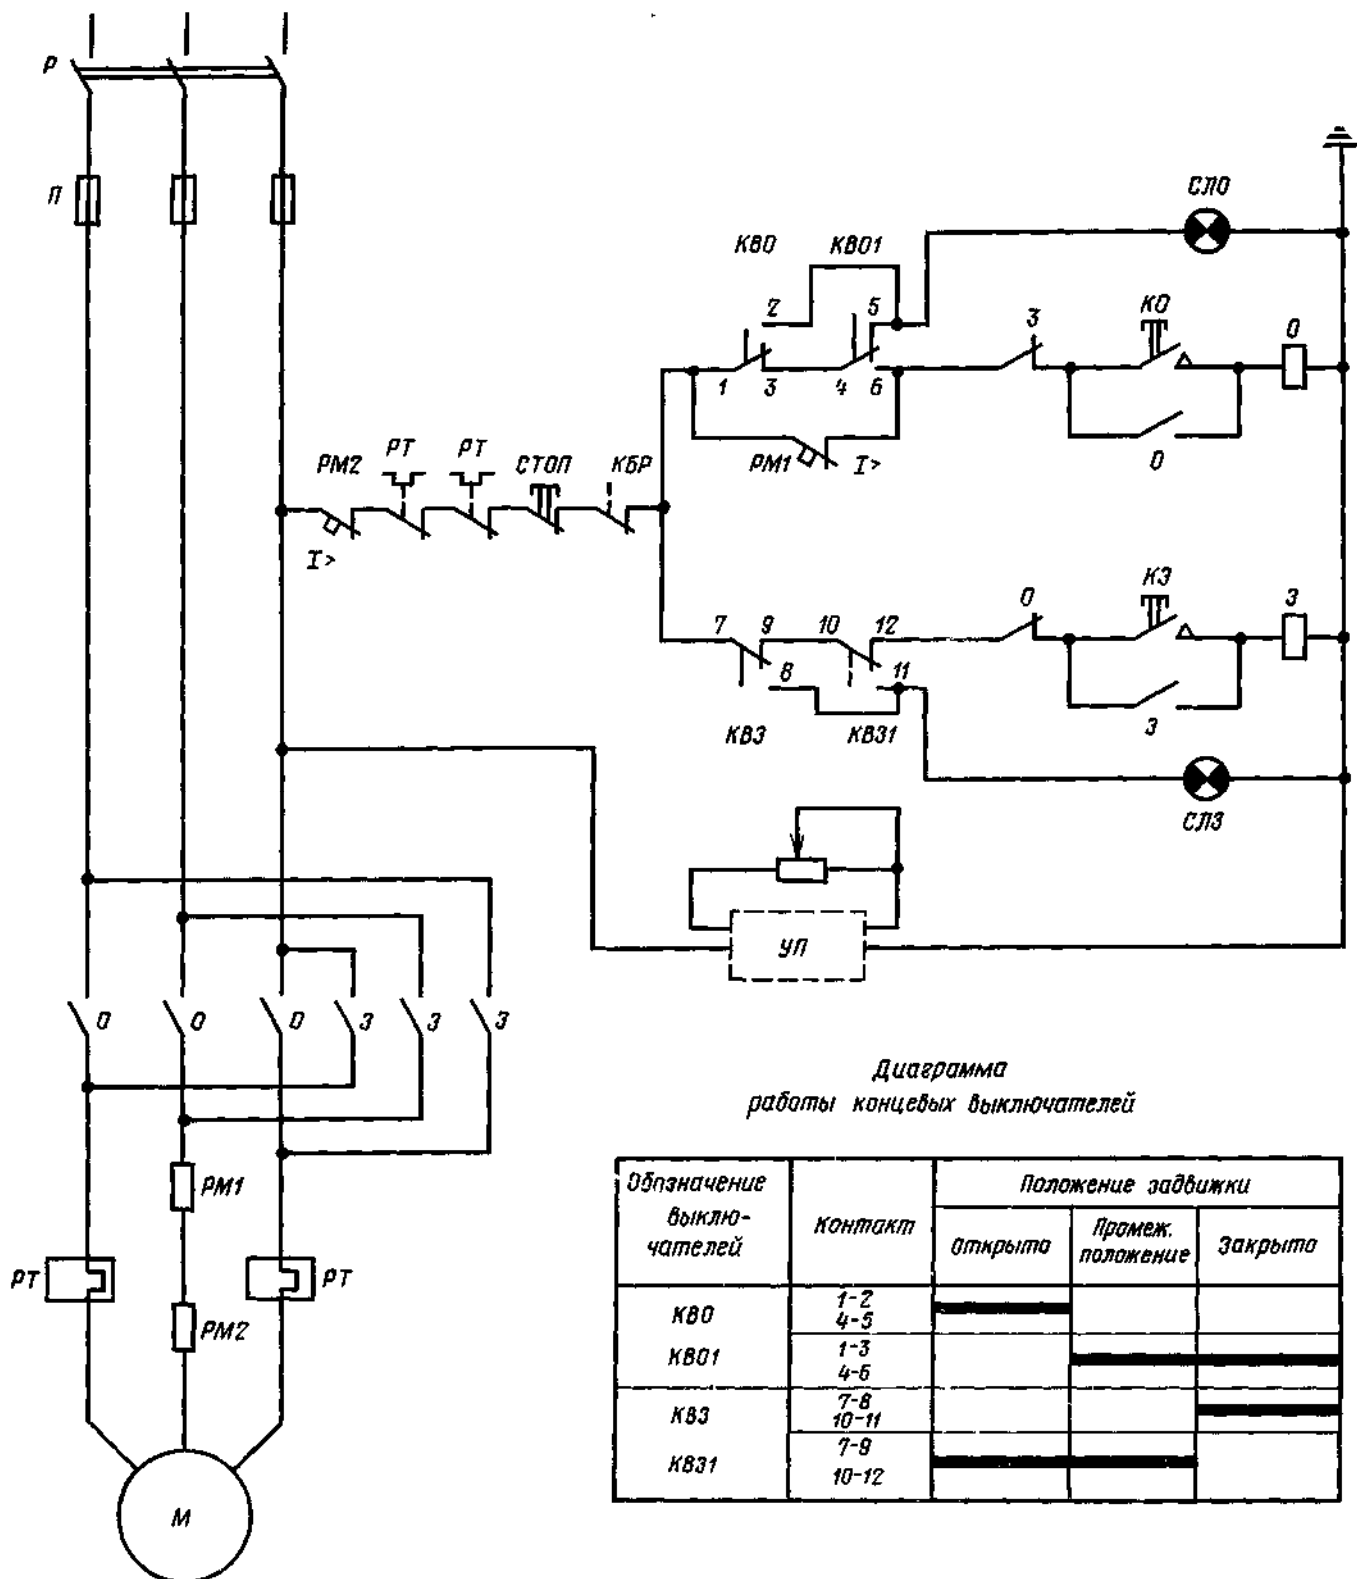 Р
П
СЛО
КВО КВО1
2 5 3 КО О
1 3 4 6
РМ1 I> О
РМ2 РТ РТ СТОП КБР
I>
7 9 10 12 О КЗ З
8 11
КВЗ КВЗ1 З
СЛЗ
УП
О О О З З З
РМ1
РТ РТ
РМ2
М
Диаграмма
работы концевых выключателей
Обозначение
выклю-
чателей
Контакт
Положение задвижки
Открыто
Промеж.
положение
Закрыто
КВО
1-2
4-5
КВО1
1-3
4-6
КВЗ
7-8
10-11
КВЗ1
7-9
10-12